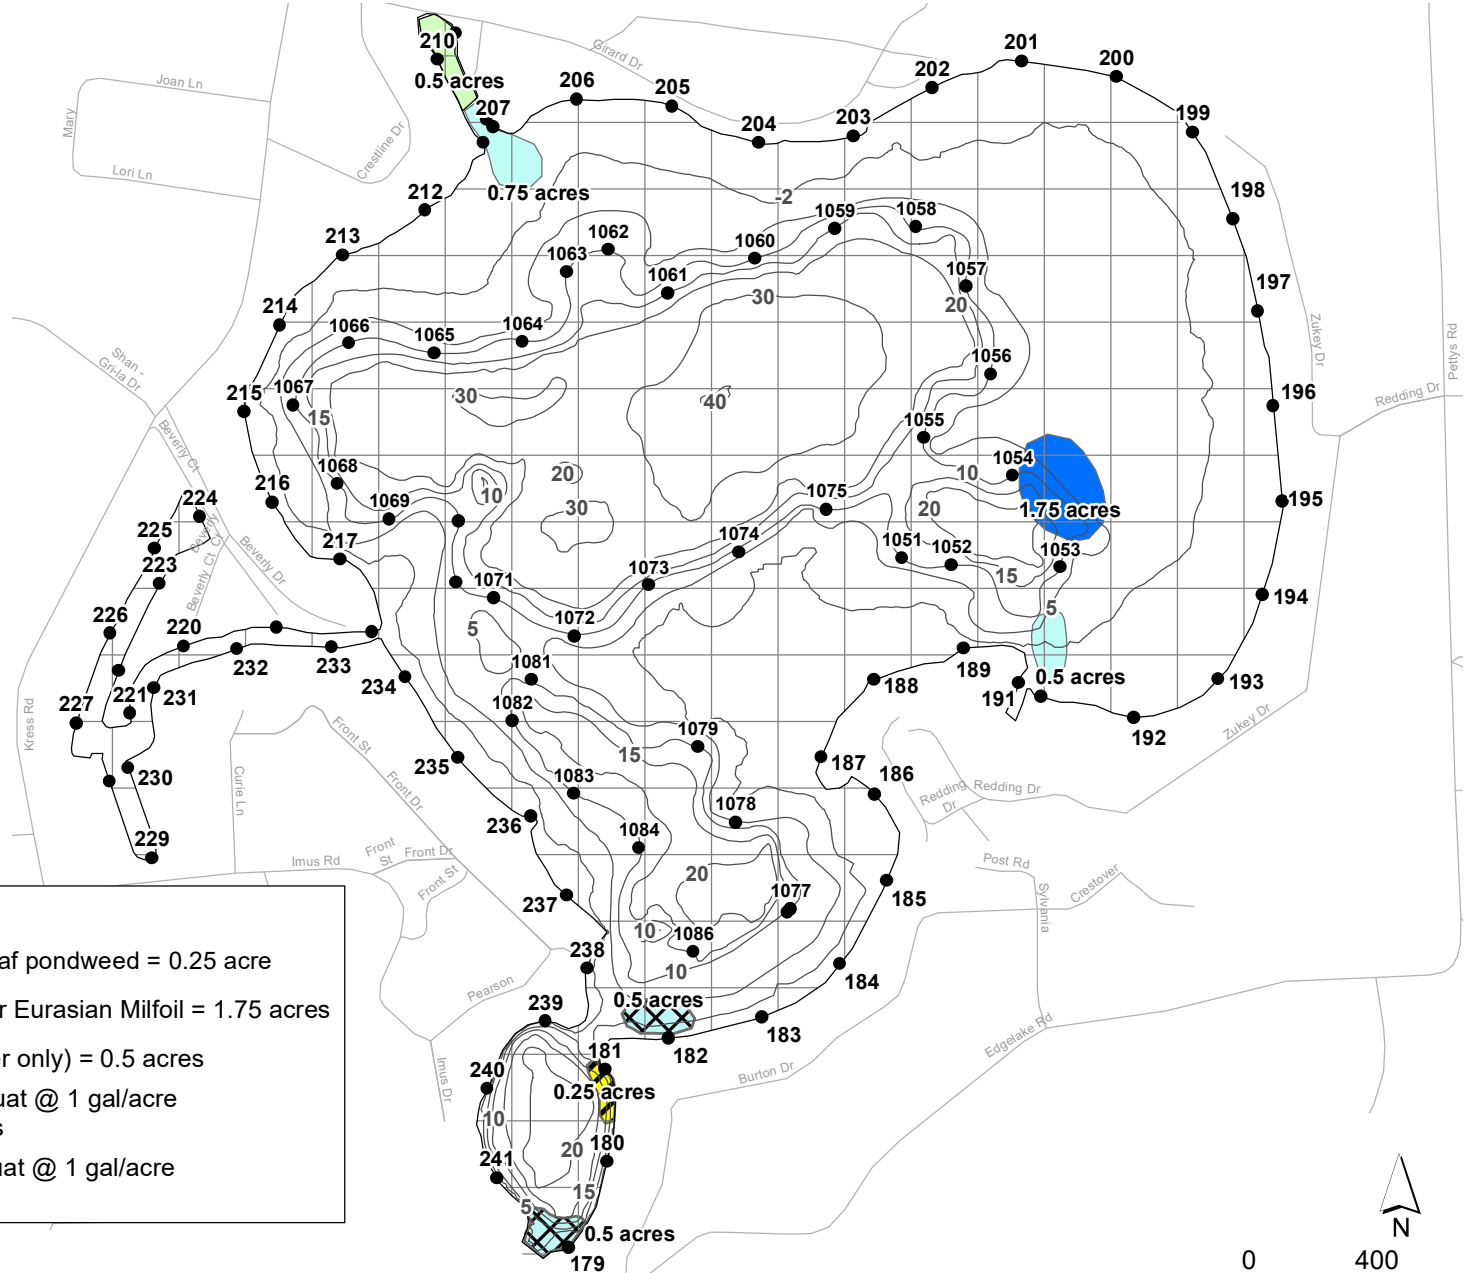 210
0.5 acres
207
206
205
Girard Dr
204
203
202
201
200
199
Joan Ln
Mary
Lori Ln
Crestline Dr
212
0.75 acres
-2
198
213
1062
1063
1061
1060
1059
1058
1057
20
197
30
214
1066
1065
1064
1056
Zukey Dr
Pettys Rd
Shan -
Gri-la Dr
215
1067
15
30
40
1055
196
Redding Dr
Beverly Ct
216
1068
1069
10
20
30
1075
1074
10
20
1054
1.75 acres
195
224
225
223
Beverly Ct
Beverly Ct
Beverly Dr
217
1071
1073
1072
1051
1052
1053
15
5
194
226
220
232
233
234
5
1081
1082
188
189
191
0.5 acres
193
192
Zukey Dr
227
221
231
230
229
Kress Rd
Curie Ln
Front St
Front Dr
235
236
15
1079
1083
1084
1078
187
186
Redding
Dr
Redding Dr
Imus Rd
Front
St
Front Dr
Front St
237
20
1077
185
Post Rd
Sylvania
Crestover
10
1086
10
238
Pearson
184
239
0.5 acres
183
182
Edgelake Rd
Burton Dr
Imus Dr
240
181
0.25 acres
10
20
180
241
15
5
0.5 acres
179
af pondweed = 0.25 acre
r Eurasian Milfoil = 1.75 acres
er only) = 0.5 acres
uat @ 1 gal/acre
s
uat @ 1 gal/acre
N
0 400